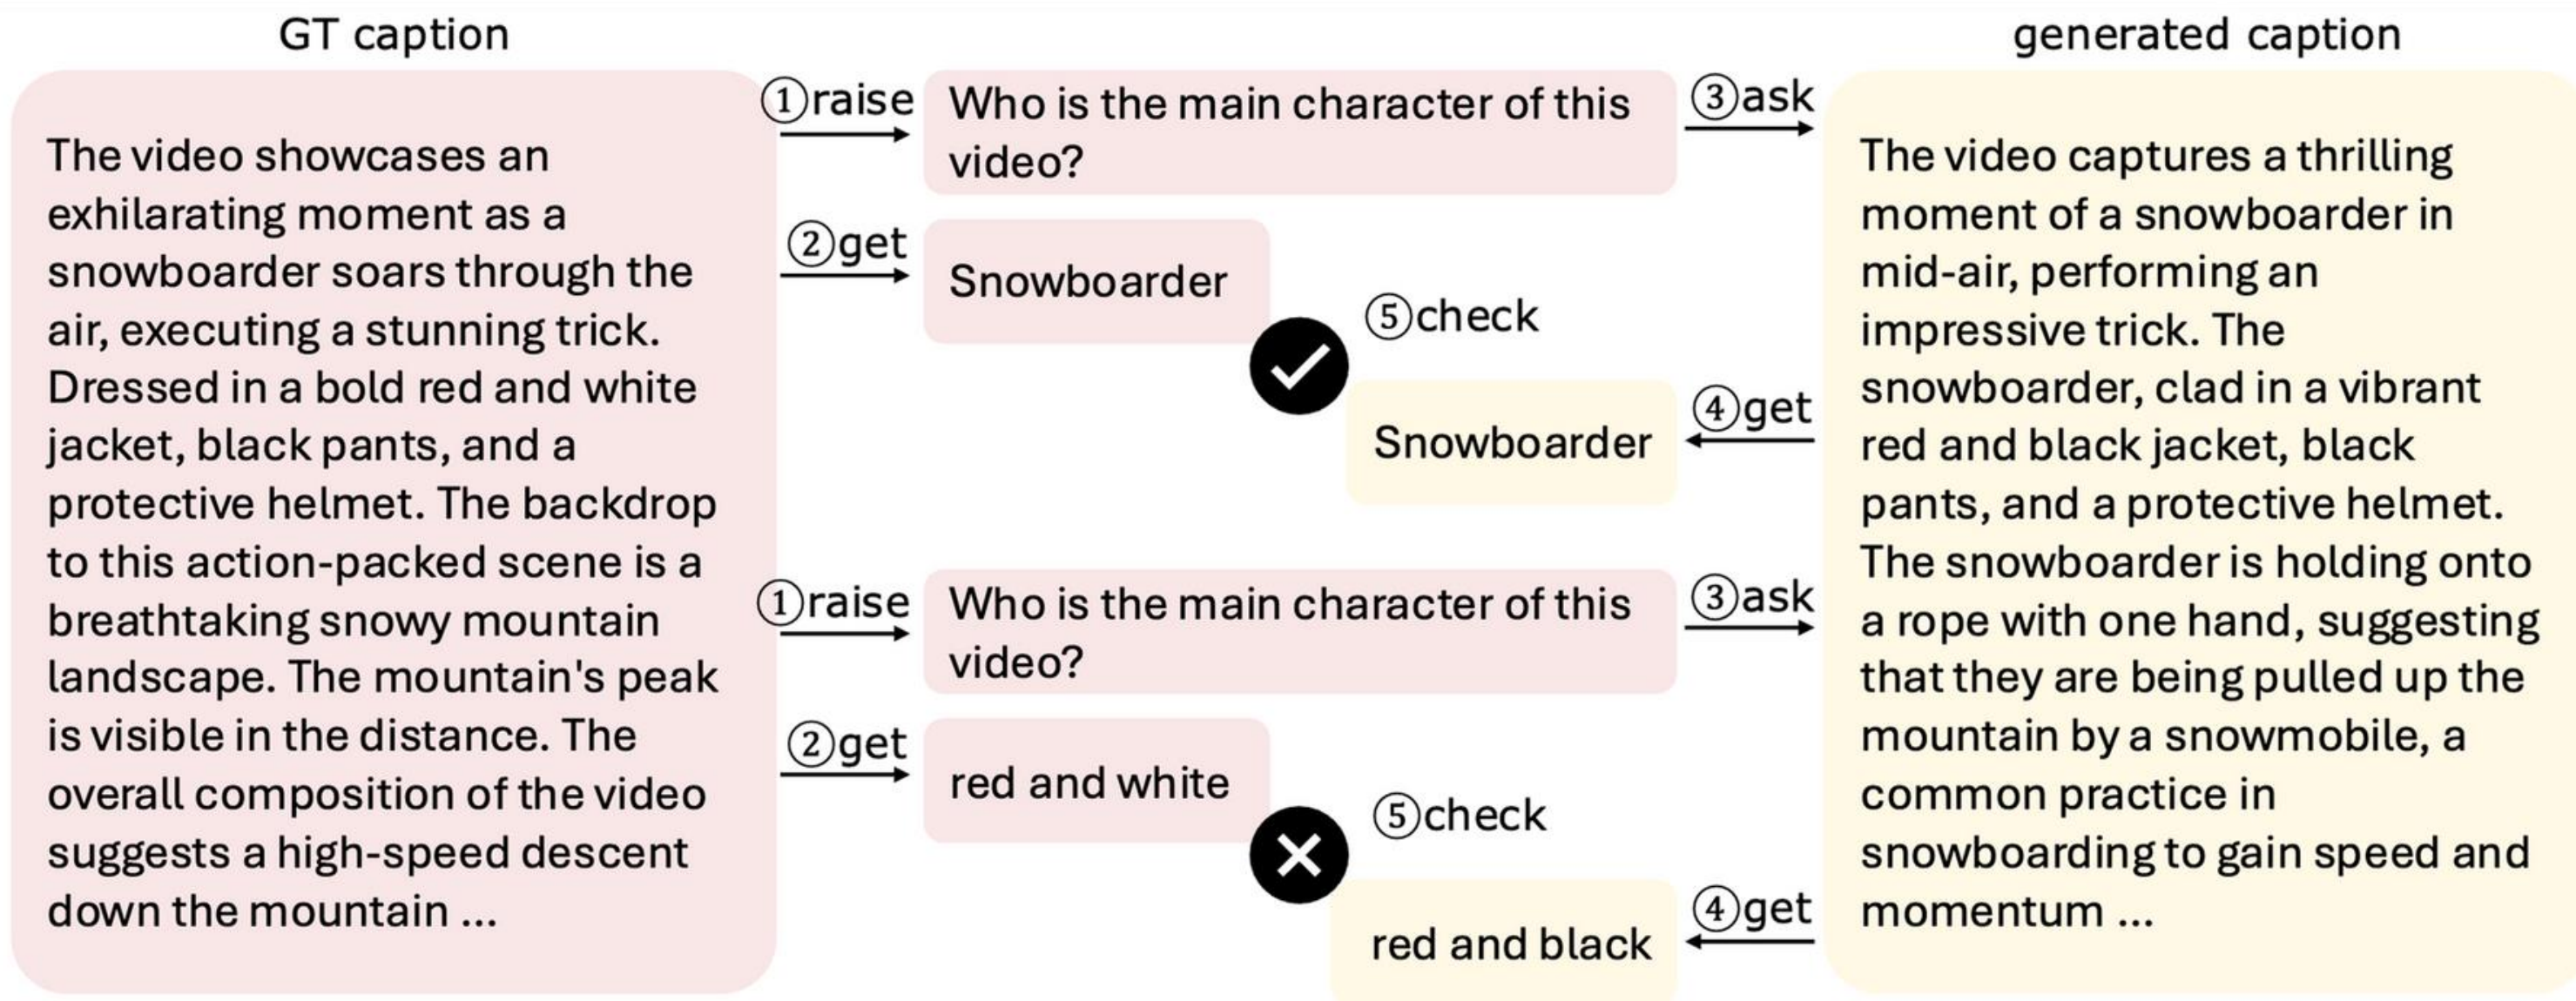 GT caption
The video showcases an
exhilarating moment as a
snowboarder soars through the
air, executing a stunning trick.
Dressed in a bold red and white
jacket, black pants, and a
protective helmet. The backdrop
to this action-packed scene is a
breathtaking snowy mountain
landscape. The mountain's peak
is visible in the distance. The
overall composition of the video
suggests a high-speed descent
down the mountain ...
①raise
Who is the main character of this
video?
③ask
②get
Snowboarder
⑤check
Snowboarder
④get
①raise
Who is the main character of this
video?
③ask
②get
red and white
⑤check
red and black
④get
generated caption
The video captures a thrilling
moment of a snowboarder in
mid-air, performing an
impressive trick. The
snowboarder, clad in a vibrant
red and black jacket, black
pants, and a protective helmet.
The snowboarder is holding onto
a rope with one hand, suggesting
that they are being pulled up the
mountain by a snowmobile, a
common practice in
snowboarding to gain speed and
momentum ...